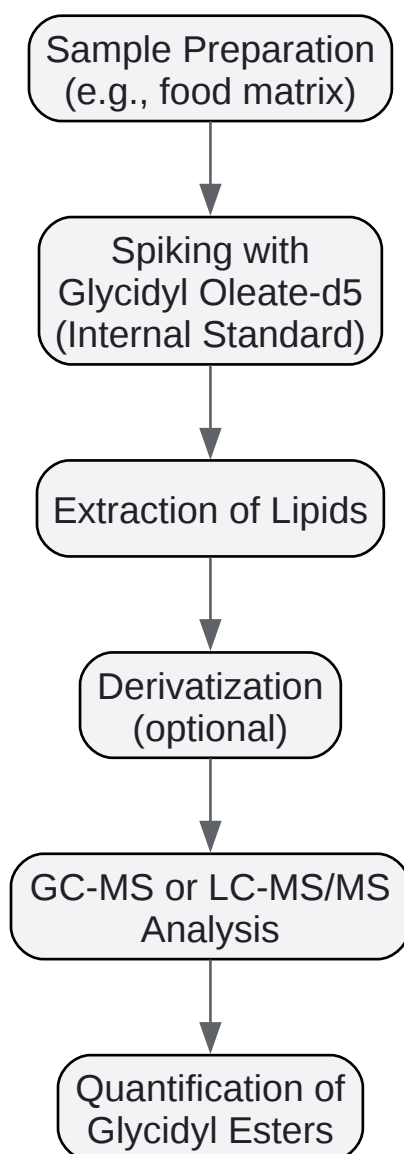 Sample Preparation
(e.g., food matrix)
Spiking with
Glycidyl Oleate-d5
(Internal Standard)
Extraction of Lipids
Derivatization
(optional)
GC-MS or LC-MS/MS
Analysis
Quantification of
Glycidyl Esters